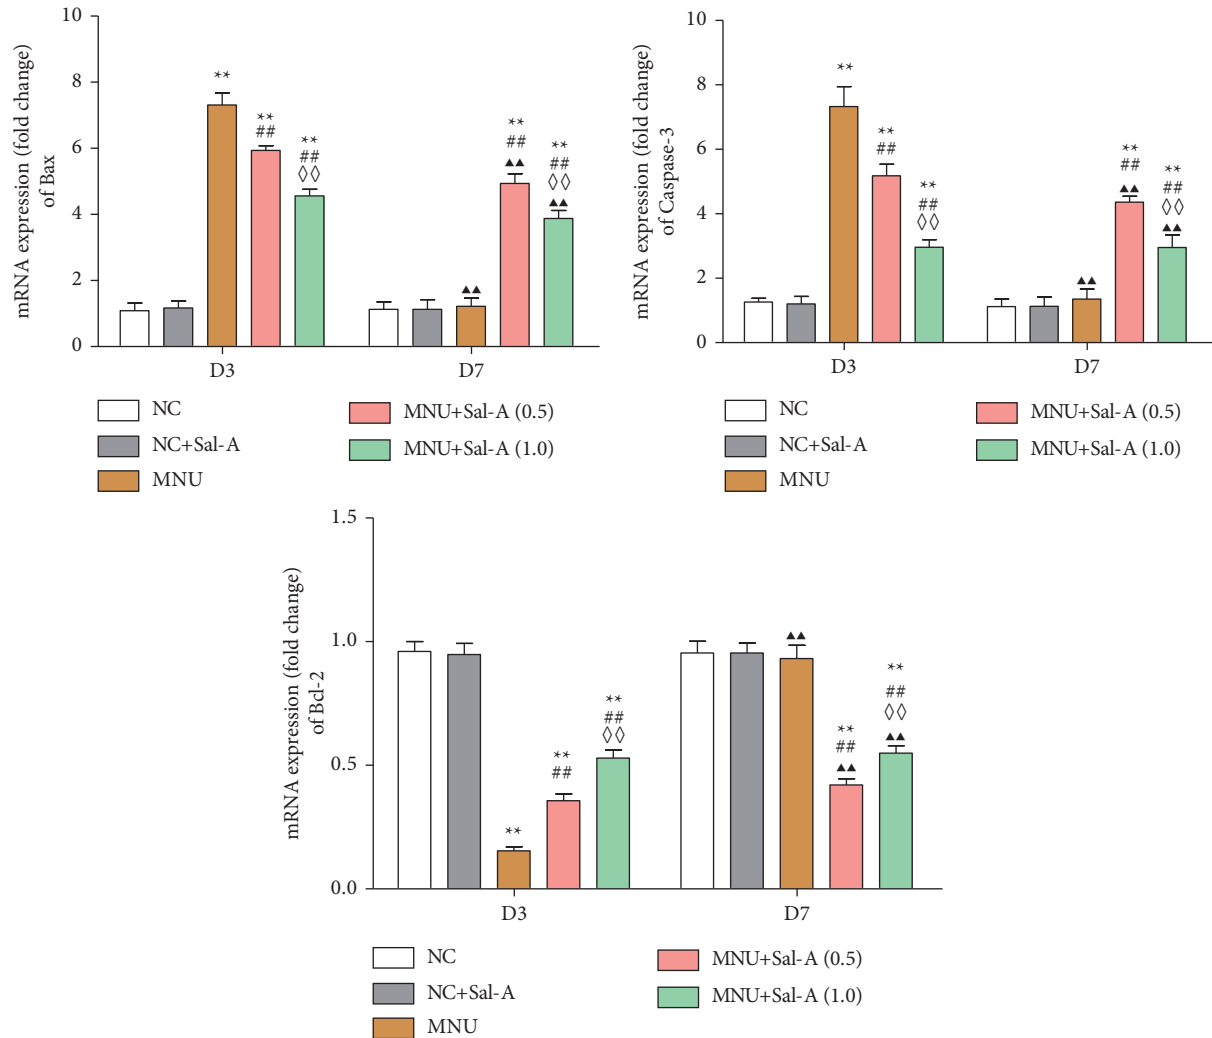 mRNA expression (fold change)
of Bax
10
8
6
4
2
0
**
**
##
**
##
◊◊
▲▲
**
##
▲▲
**
##
◊◊
▲▲
D3
D7
NC
NC+Sal-A
MNU
MNU+Sal-A (0.5)
MNU+Sal-A (1.0)
mRNA expression (fold change)
of Caspase-3
10
8
6
4
2
0
**
**
##
**
##
◊◊
▲▲
**
##
▲▲
**
##
◊◊
▲▲
D3
D7
NC
NC+Sal-A
MNU
MNU+Sal-A (0.5)
MNU+Sal-A (1.0)
mRNA expression (fold change)
of Bcl-2
1.5
1.0
0.5
0.0
**
**
##
**
##
◊◊
▲▲
**
##
▲▲
**
##
◊◊
▲▲
D3
D7
NC
NC+Sal-A
MNU
MNU+Sal-A (0.5)
MNU+Sal-A (1.0)